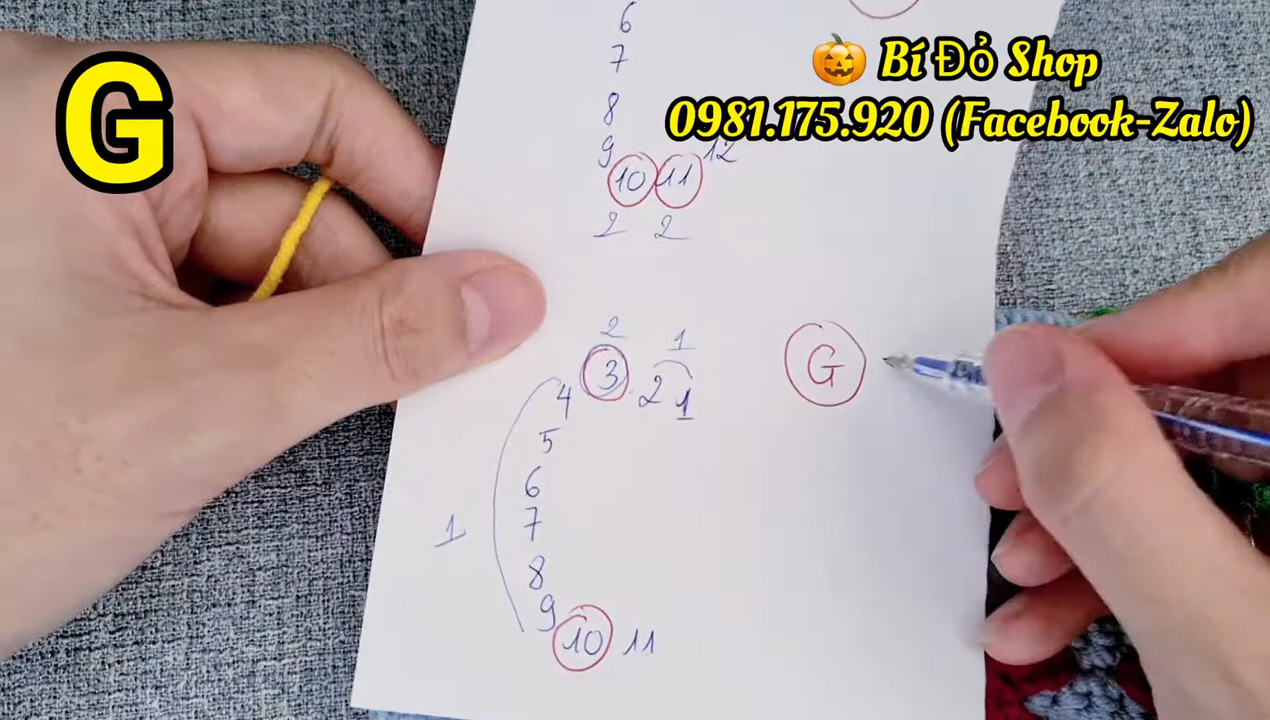 G
🎃 Bí Đỏ Shop
0981.175.920 (Facebook-Zalo)
6
7
8
9 12
10 11
2 2
2 1
3 G
4 2 1
5
6
7
1
8
9
10 11